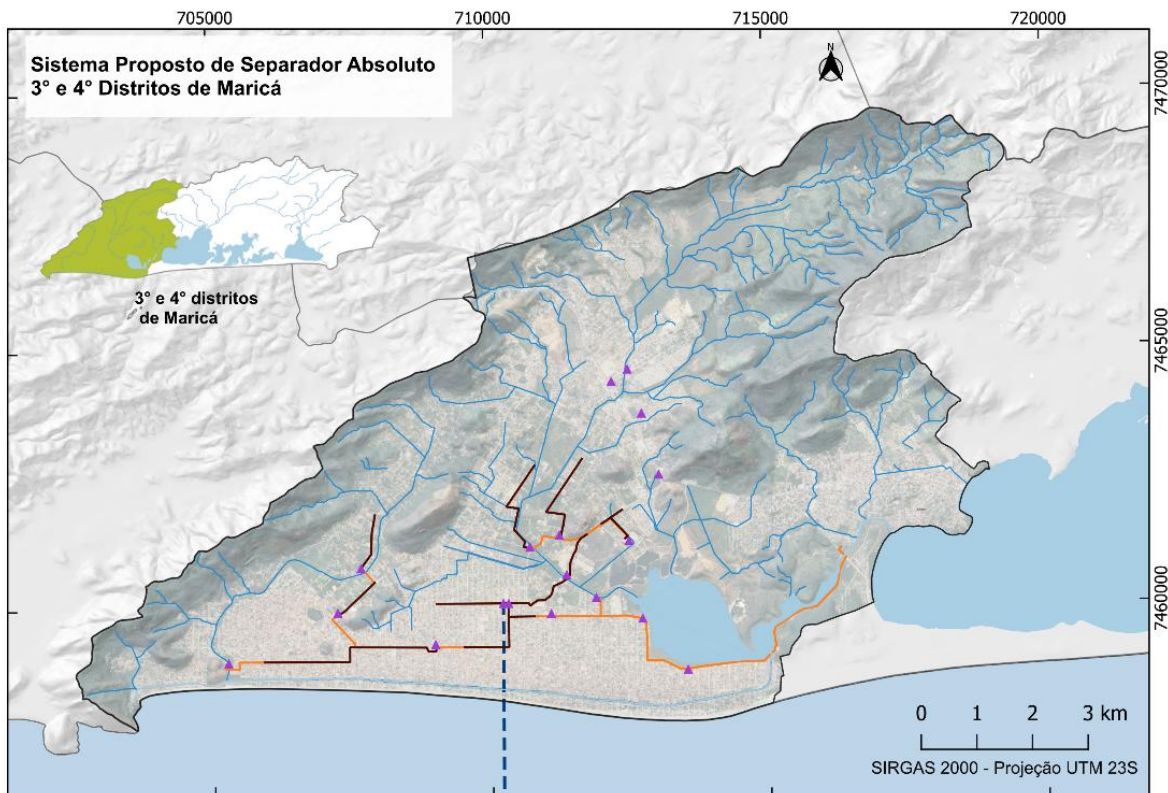 705000
710000
715000
720000
Sistema Proposto de Separador Absoluto
3° e 4° Distritos de Maricá
N
7470000
3° e 4° distritos
de Maricá
7465000
7460000
0 1 2 3 km
SIRGAS 2000 - Projeção UTM 23S